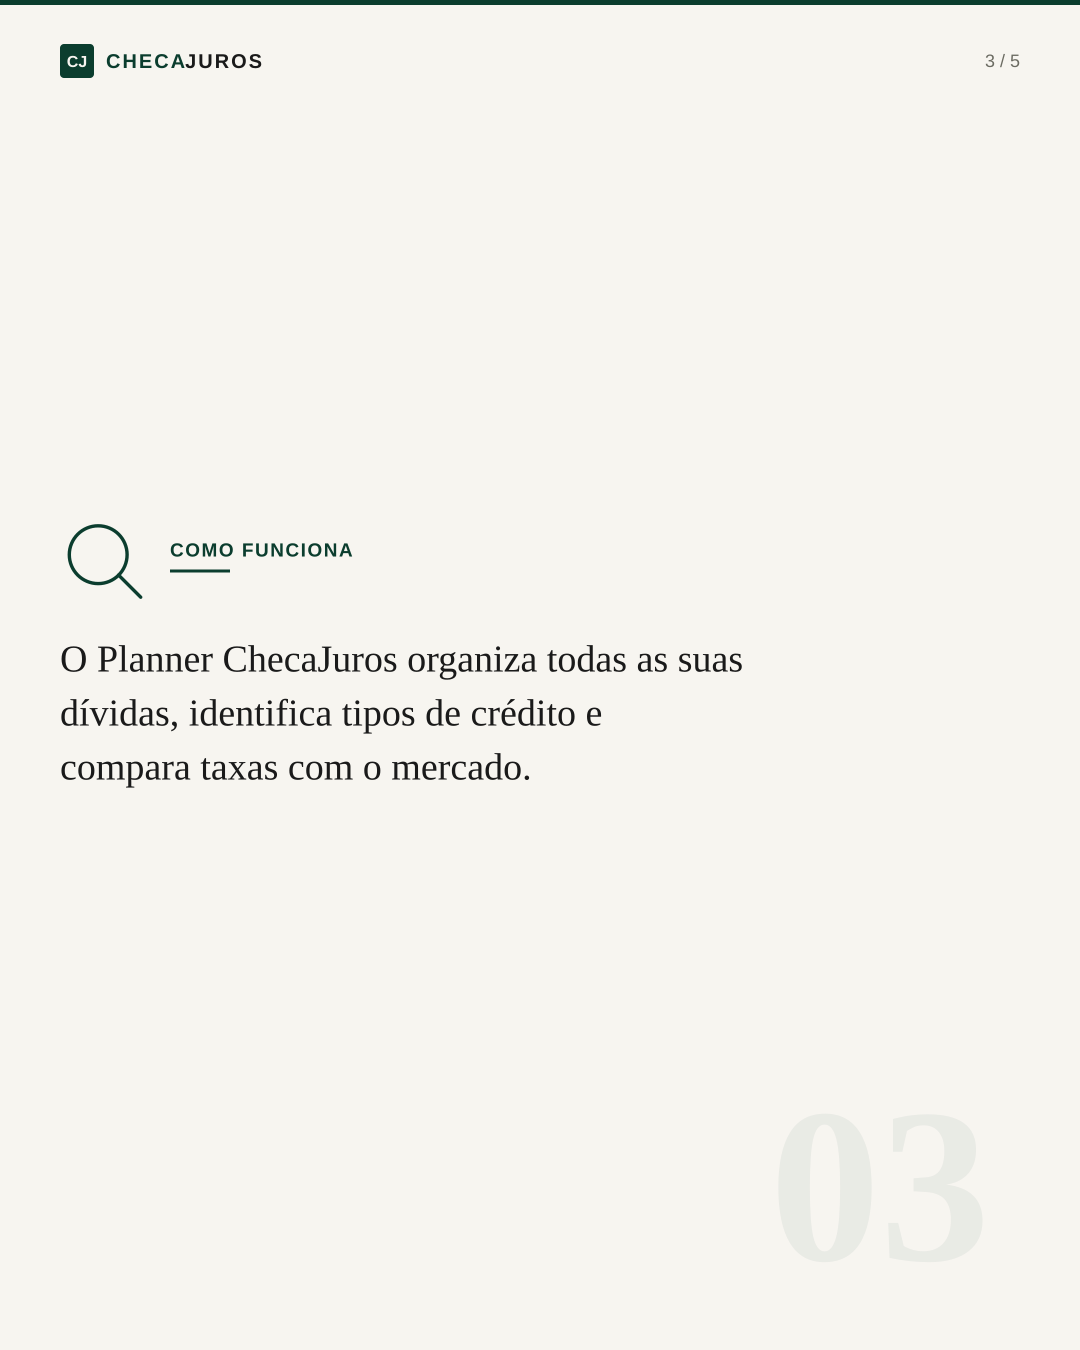 CJ CHECAJUROS
3 / 5
COMO FUNCIONA
O Planner ChecaJuros organiza todas as suas
dívidas, identifica tipos de crédito e
compara taxas com o mercado.
03